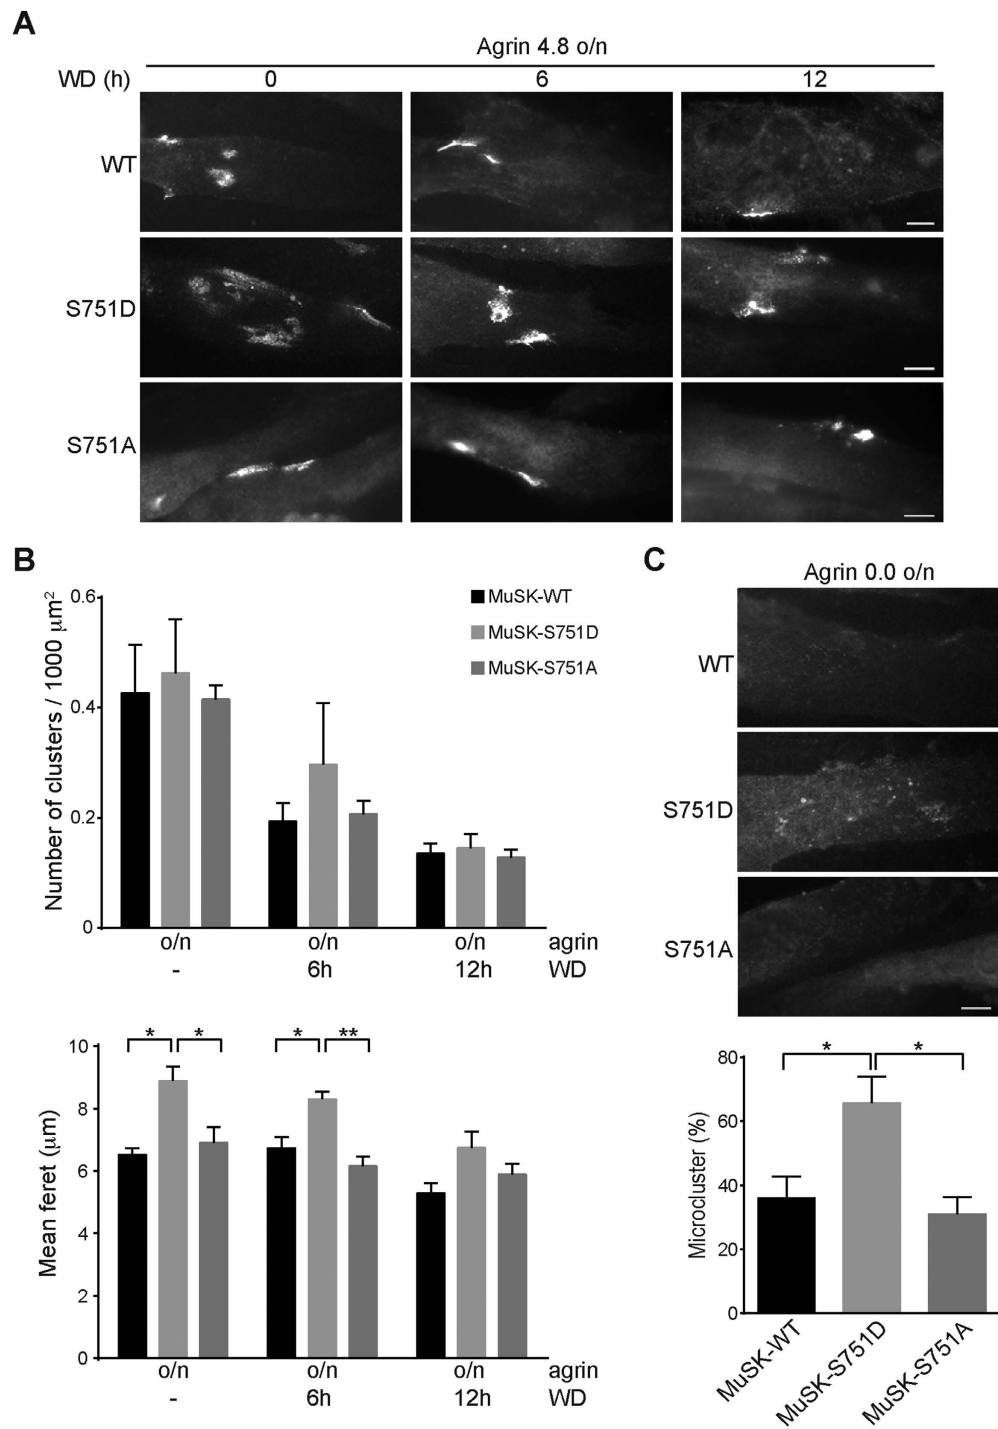 A
Agrin 4.8 o/n
WD (h) 0 6 12
WT
S751D
S751A
B
Number of clusters / 1000 µm²
0.6
0.4
0.2
0
MuSK-WT
MuSK-S751D
MuSK-S751A
o/n o/n o/n agrin
- 6h 12h WD
Mean feret (µm)
10
8
6
4
2
0
* * * **
o/n o/n o/n agrin
- 6h 12h WD
C
Agrin 0.0 o/n
WT
S751D
S751A
Microcluster (%)
80
60
40
20
0
* *
MuSK-WT
MuSK-S751D
MuSK-S751A